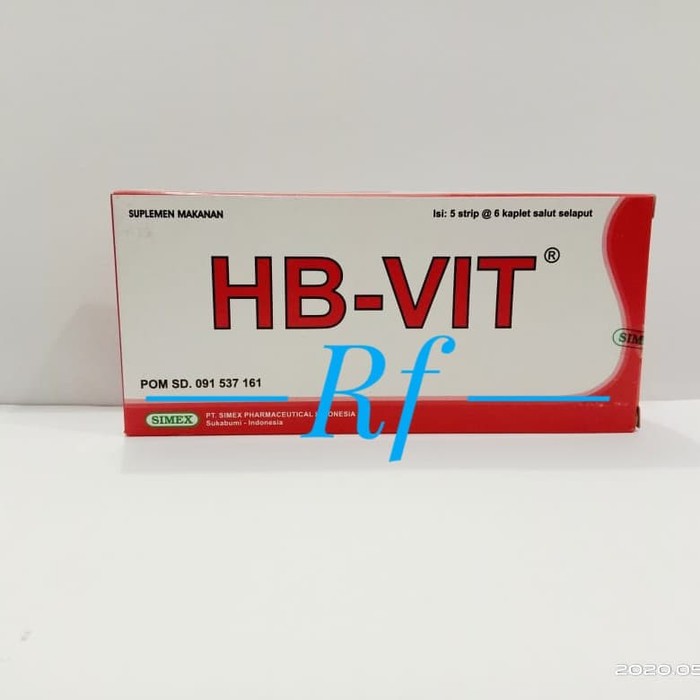 SUPLEMEN MAKANAN
Isi: 5 strip @ 6 kaplet salut selaput
HB-VIT®
SIM
POM SD. 091 537 161
Rf
SIMEX
PT. SIMEX PHARMACEUTICAL INDONESIA
Sukabumi - Indonesia
2020.05